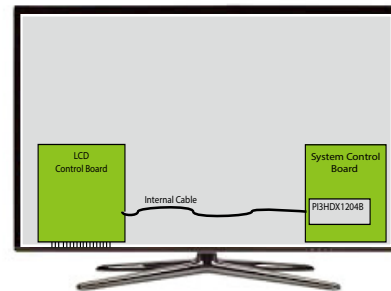 LCD
Control Board
Internal Cable
System Control
Board
PI3HDX1204B